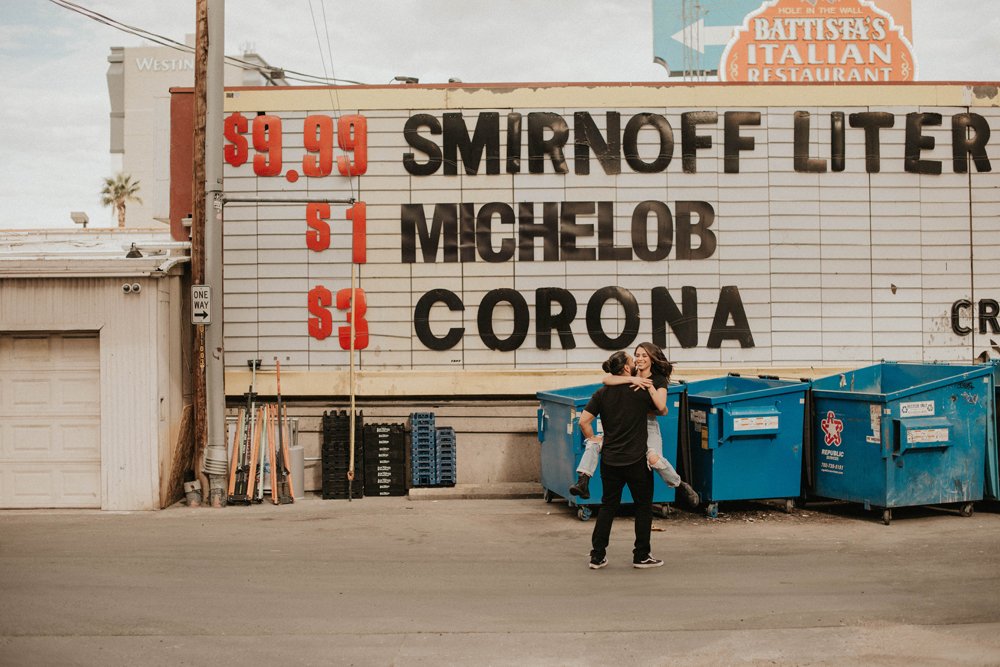 HOLE IN THE WALL
BATTISTA'S
ITALIAN
RESTAURANT
WESTIN
$9.99 SMIRNOFF LITER
$1 MICHELOB
$3 CORONA
CR
ONE
WAY
REPUBLIC
SERVICES